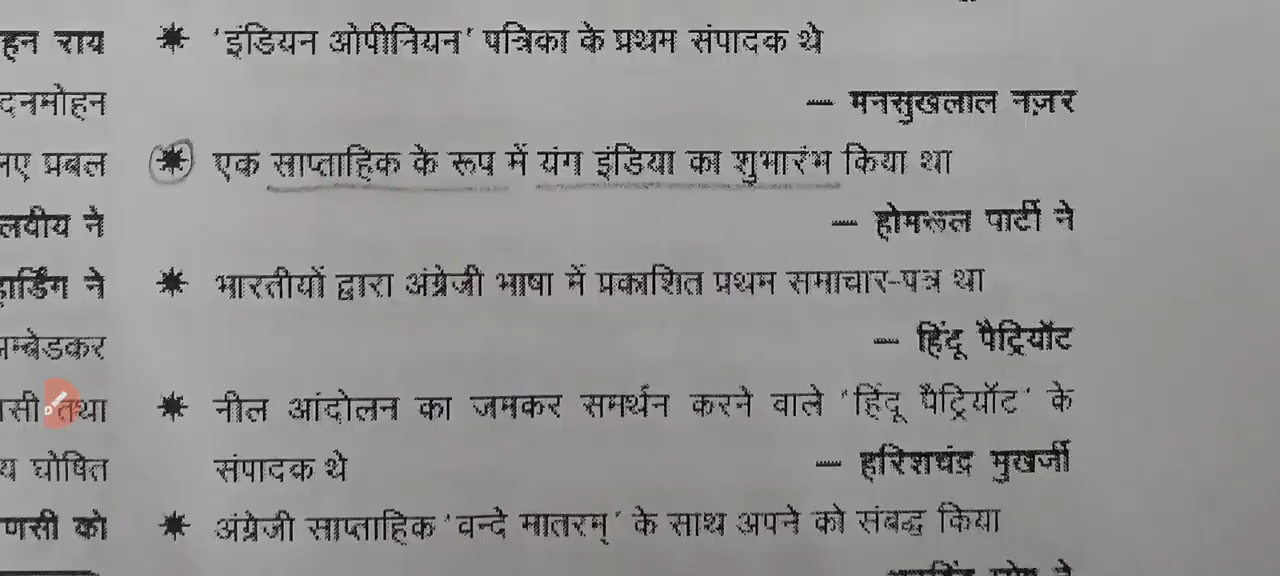 हन राय
दनमोहन
नए प्रबल
लवीय ने
हार्डिंग ने
म्बेडकर
सी तथा
य घोषित
णसी को
✷ 'इंडियन ओपीनियन' पत्रिका के प्रथम संपादक थे
— मनसुखलाल नज़र
✷ एक साप्ताहिक के रूप में यंग इंडिया का शुभारंभ किया था
— होमरूल पार्टी ने
✷ भारतीयों द्वारा अंग्रेजी भाषा में प्रकाशित प्रथम समाचार-पत्र था
— हिंदू पैट्रियॉट
✷ नील आंदोलन का जमकर समर्थन करने वाले 'हिंदू पैट्रियॉट' के
संपादक थे — हरिशचंद्र मुखर्जी
✷ अंग्रेजी साप्ताहिक 'वन्दे मातरम्' के साथ अपने को संबद्ध किया